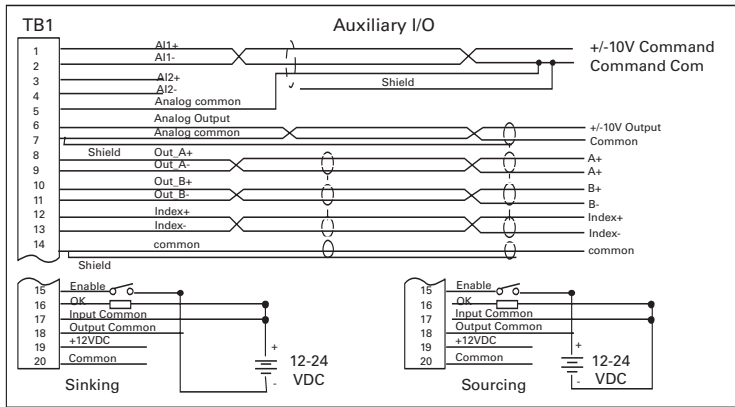 TB1 Auxiliary I/O
1 AI1+ +/-10V Command
2 AI1- Command Com
3 AI2+ Shield
4 AI2-
5 Analog common
6 Analog Output +/-10V Output
7 Analog common Common
Shield
8 Out_A+ A+
9 Out_A- A+
10 Out_B+ B+
11 Out_B- B-
12 Index+ Index+
13 Index- Index-
14 common common
Shield
15 Enable
16 OK
17 Input Common
18 Output Common
19 +12VDC +
20 Common 12-24
VDC
-
Sinking
15 Enable
16 OK
17 Input Common
18 Output Common
19 +12VDC +
20 Common 12-24
VDC
-
Sourcing